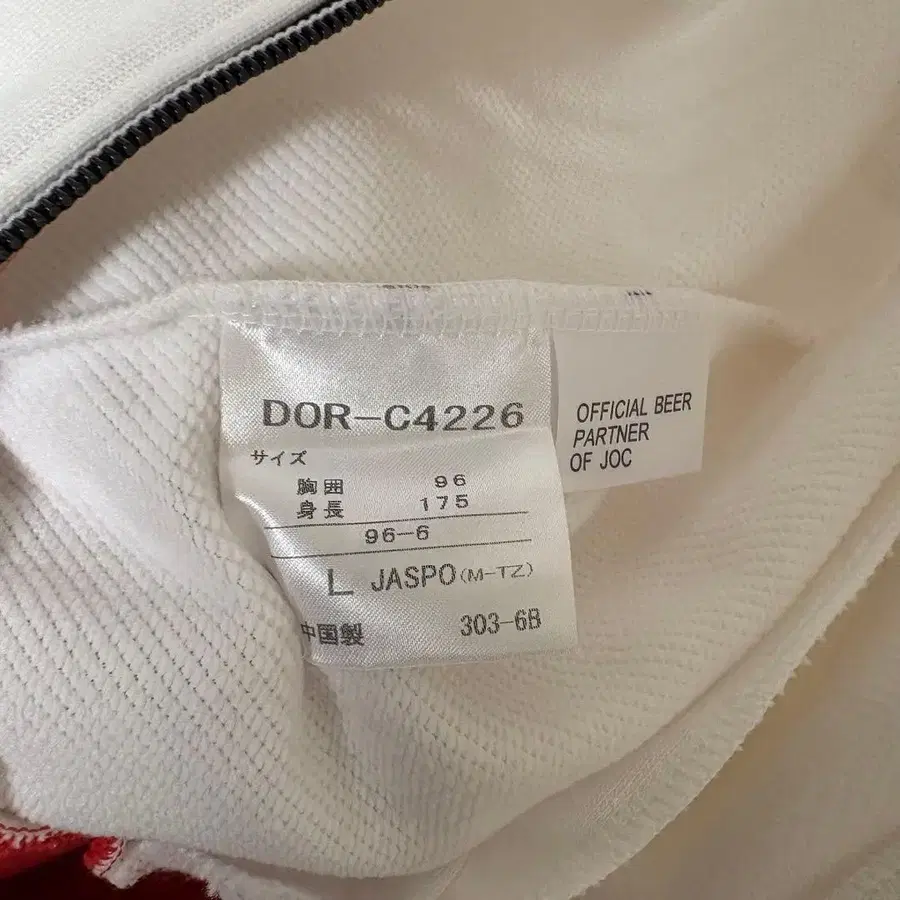 DOR-C4226
サイズ
胸囲 96
身長 175
96-6
L JASPO(M-TZ)
中国製 303-6B
OFFICIAL BEER
PARTNER
OF JOC